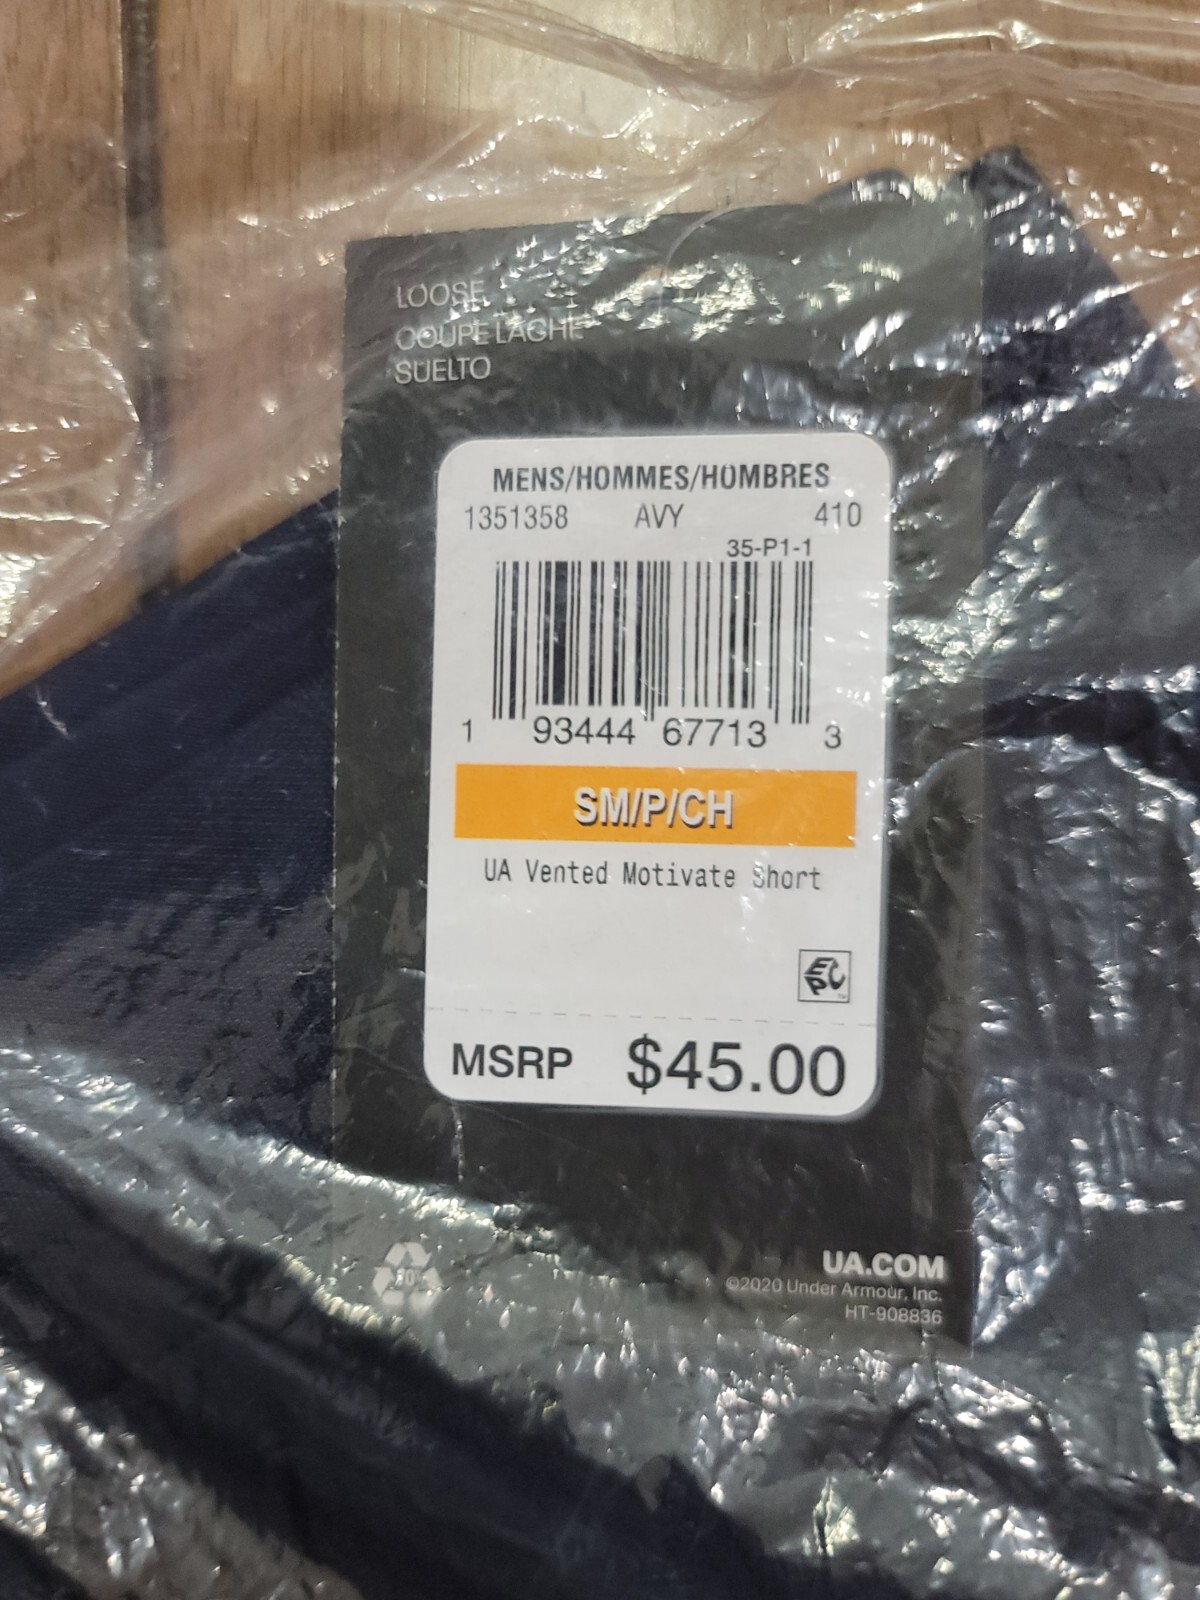 LOOSE
COUPE LACHE
SUELTO
MENS/HOMMES/HOMBRES
1351358 AVY 410
35-P1-1
1 93444 67713 3
SM/P/CH
UA Vented Motivate Short
EPC
MSRP $45.00
UA.COM
©2020 Under Armour, Inc.
HT-908836